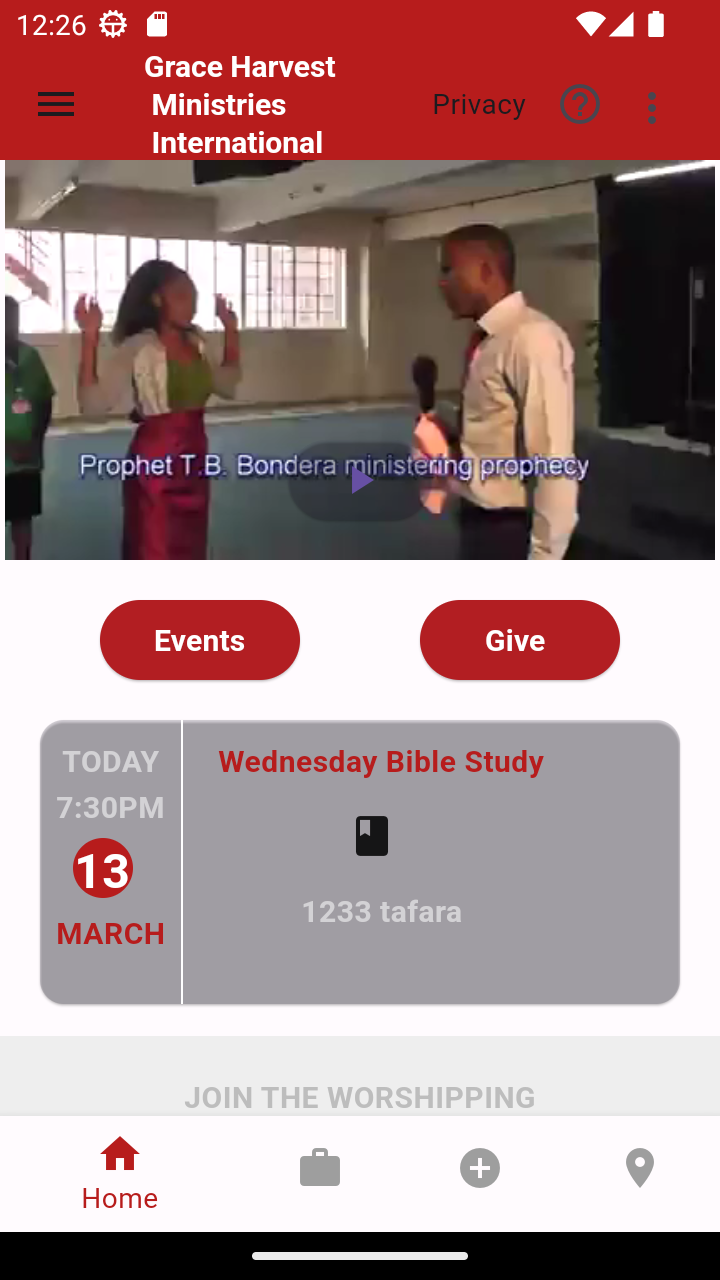 12:26
Grace Harvest
Ministries
International
Privacy
Prophet T.B. Bondera ministering prophecy
Events
Give
TODAY
7:30PM
13
MARCH
Wednesday Bible Study
1233 tafara
JOIN THE WORSHIPPING
Home